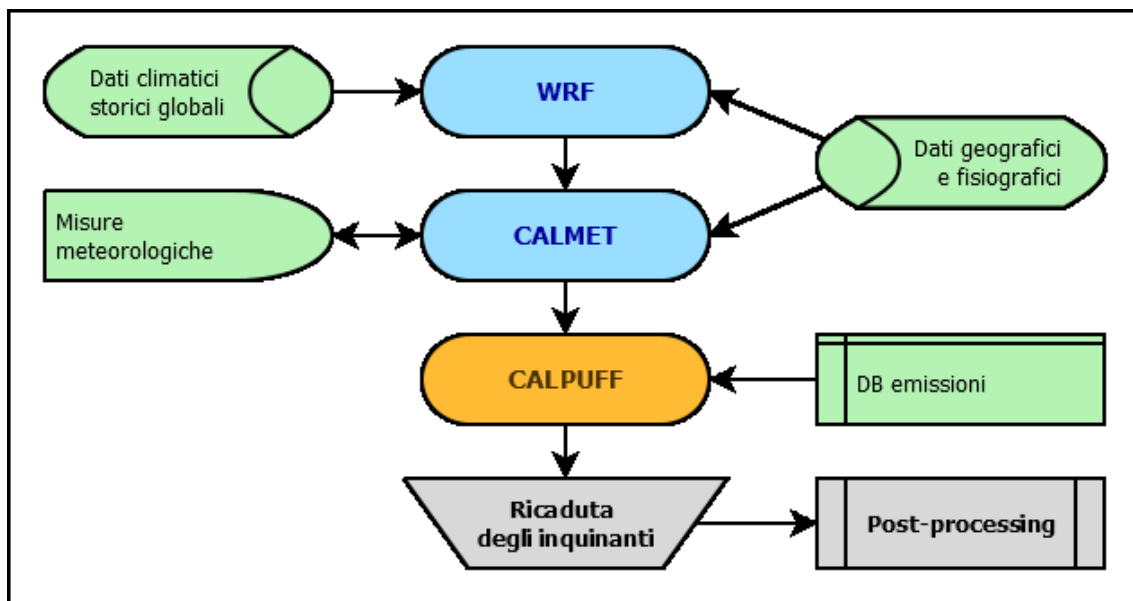 Dati climatici
storici globali
WRF
Dati geografici
e fisiografici
Misure
meteorologiche
CALMET
CALPUFF
DB emissioni
Ricaduta
degli inquinanti
Post-processing